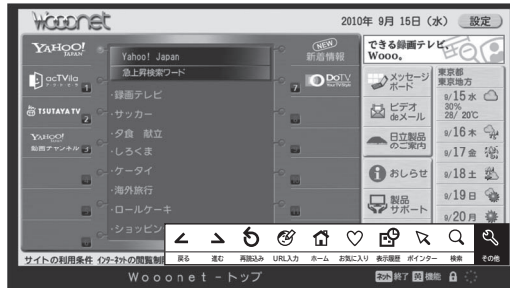 Wooonet
2010年 9月 15日（水） 設定
YAHOO! JAPAN
acTVila
1
TSUTAYA TV
2
YAHOO!
動画チャンネル 3
Yahoo! Japan
急上昇検索ワード
･録画テレビ
･サッカー
･夕食 献立
･しろくま
･ケータイ
･海外旅行
･ロールケーキ
･ショッピン
NEW
新着情報
7 DoTV
できる録画テレビ、
Wooo。
メッセージ
ボード
ビデオ
deメール
日立製品
のご案内
おしらせ
製品
サポート
東京都
東京地方
9/15 水
30%
28/ 20℃
9/16 木
9/17 金
9/18 土
9/19 日
9/20 月
戻る 進む 再読込み URL入力 ホーム お気に入り 表示履歴 ポインター 検索 その他
サイトの利用条件 インターネットの閲覧制
Wooonet-トップ
ネット 終了 機能